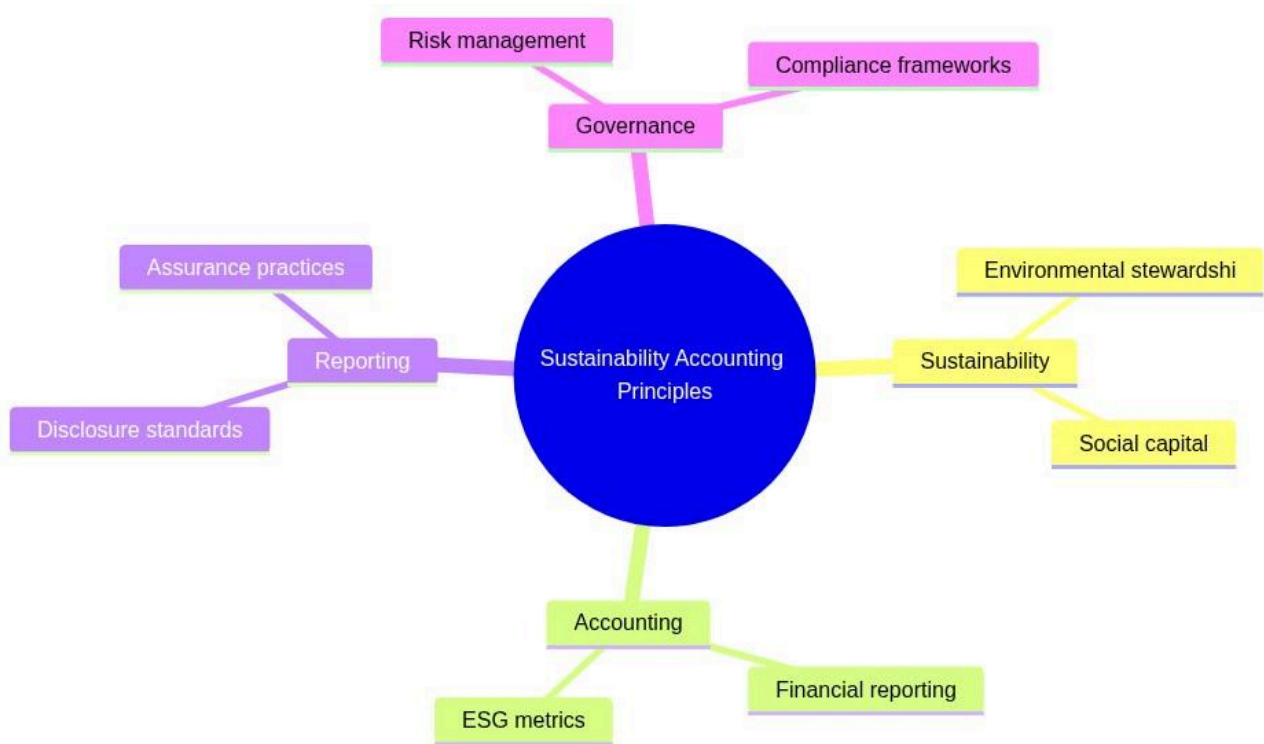 Risk management
Compliance frameworks
Governance
Assurance practices
Environmental stewardshi
Reporting
Sustainability Accounting
Principles
Sustainability
Disclosure standards
Social capital
Accounting
Financial reporting
ESG metrics